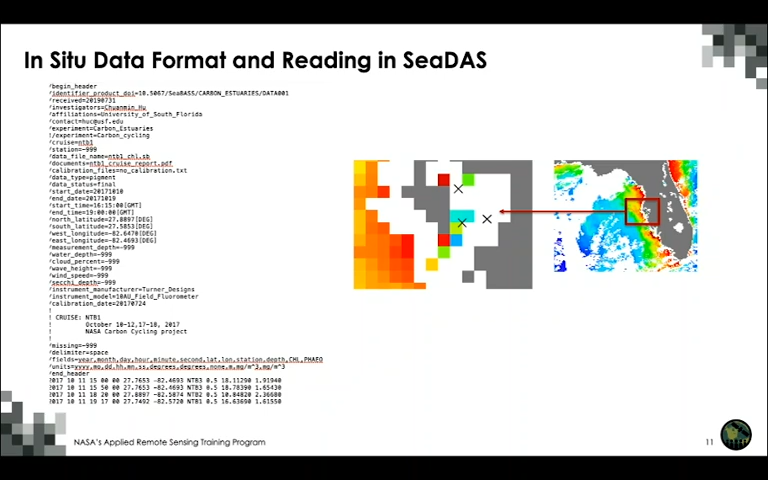 In Situ Data Format and Reading in SeaDAS
/begin_header
/identifier_product_doi=10.5067/SeaBASS/CARBON_ESTUARIES/DATA001
/received=20190731
/investigators=Chuanmin_Hu
/affiliations=University_of_South_Florida
/contact=huc@usf.edu
/experiment=Carbon_Estuaries
!/experiment=Carbon_cycling
/cruise=ntb1
/station=-999
/data_file_name=ntb1_chl.sb
/documents=ntb1_cruise_report.pdf
/calibration_files=no_calibration.txt
/data_type=pigment
/data_status=final
/start_date=20171010
/end_date=20171019
/start_time=16:15:00[GMT]
/end_time=19:00:00[GMT]
/north_latitude=
/south_latitude=27.5853[DEG]
/west_longitude=-82.6470[DEG]
/east_longitude=-82.4693[DEG]
/measurement_depth=-999
/water_depth=-999
/cloud_percent=-999
/wave_height=-999
/wind_speed=-999
/secchi_depth=-999
/instrument_manufacturer=Turner_Designs
/instrument_model=10AU_Field_Fluorometer
/calibration_date=20170724
!
! CRUISE: NTB1
! October 10-12,17-18, 2017
! NASA Carbon Cycling project
!
/missing=-999
/delimiter=space
/fields=year,month,day,hour,minute,second,lat,lon,station,depth,CHL,PHAEO
/units=yyyy,mo,dd,hh,mn,ss,degrees,degrees,none,m,mg/m^3,mg/m^3
/end_header
2017 10 11 15 00 00 27.7653 -82.4693 NTB3 0.5 18.11290 1.91940
2017 10 11 15 50 00 27.7653 -82.4693 NTB3 0.5 18.78390 1.65430
2017 10 11 18 20 00 27.8897 -82.5874 NTB2 0.5 10.84820 2.36680
2017 10 11 19 17 00 27.7492 -82.5720 NTB1 0.5 16.63690 1.61550
NASA's Applied Remote Sensing Training Program
11